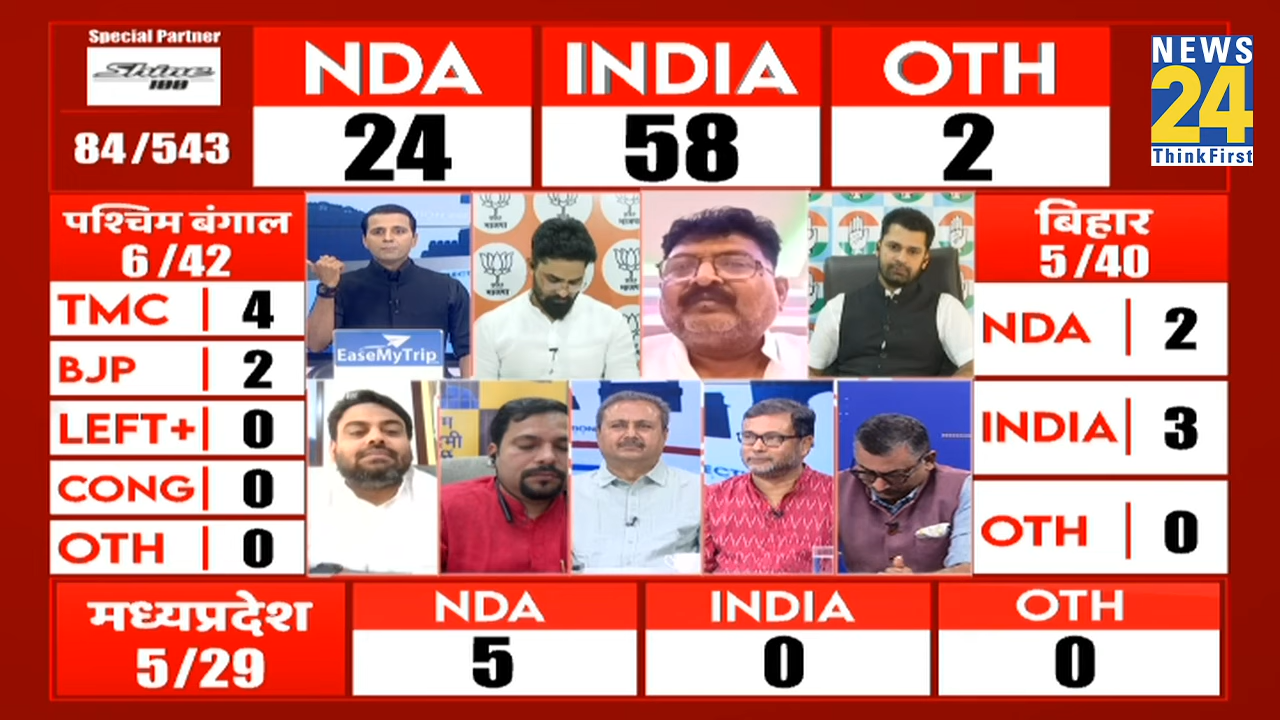 Special Partner
Shine
100
84/543
NDA
24
INDIA
58
OTH
2
NEWS
24
ThinkFirst
पश्चिम बंगाल
6/42
TMC 4
BJP 2
LEFT+ 0
CONG 0
OTH 0
EaseMyTrip
बिहार
5/40
NDA 2
INDIA 3
OTH 0
मध्यप्रदेश
5/29
NDA
5
INDIA
0
OTH
0